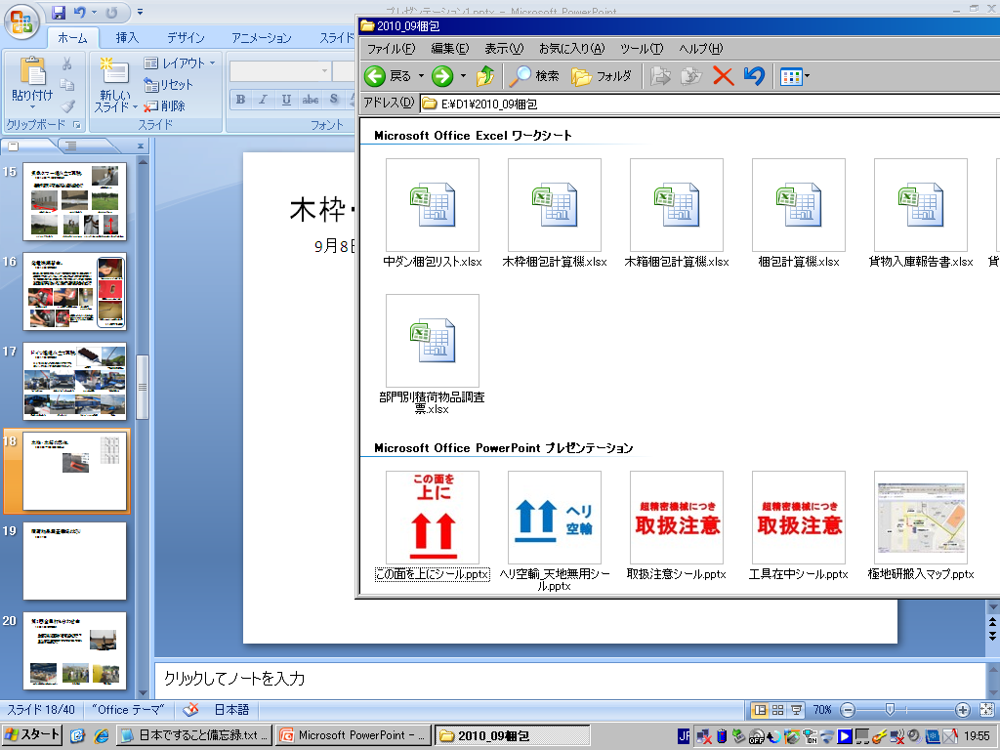 プレゼンテーション1.pptx - Microsoft PowerPoint
ホーム
挿入
デザイン
アニメーション
スライド
貼り付け
クリップボード
新しい
スライド
レイアウト
リセット
削除
スライド
B I U abc S
フォント
2010_09梱包
ファイル(F) 編集(E) 表示(V) お気に入り(A) ツール(T) ヘルプ(H)
戻る 検索 フォルダ
アドレス(D) E:¥D1¥2010_09梱包
Microsoft Office Excel ワークシート
中ダン梱包リスト.xlsx
木枠梱包計算機.xlsx
木箱梱包計算機.xlsx
梱包計算機.xlsx
貨物入庫報告書.xlsx
部門別積荷物品調査
票.xlsx
Microsoft Office PowerPoint プレゼンテーション
この面を
上に
この面を上にシール.pptx
ヘリ
空輸
ヘリ空輸_天地無用シー
ル.pptx
超精密機械につき
取扱注意
取扱注意シール.pptx
超精密機械につき
取扱注意
工具在中シール.pptx
極地研搬入マップ.pptx
木枠・
9月8日
15
16
17
18
19
20
クリックしてノートを入力
スライド 18/40
"Office テーマ"
日本語
70%
スタート
日本ですること備忘録.txt ...
Microsoft PowerPoint - ...
2010_09梱包
JF
OFF
ON
19:55